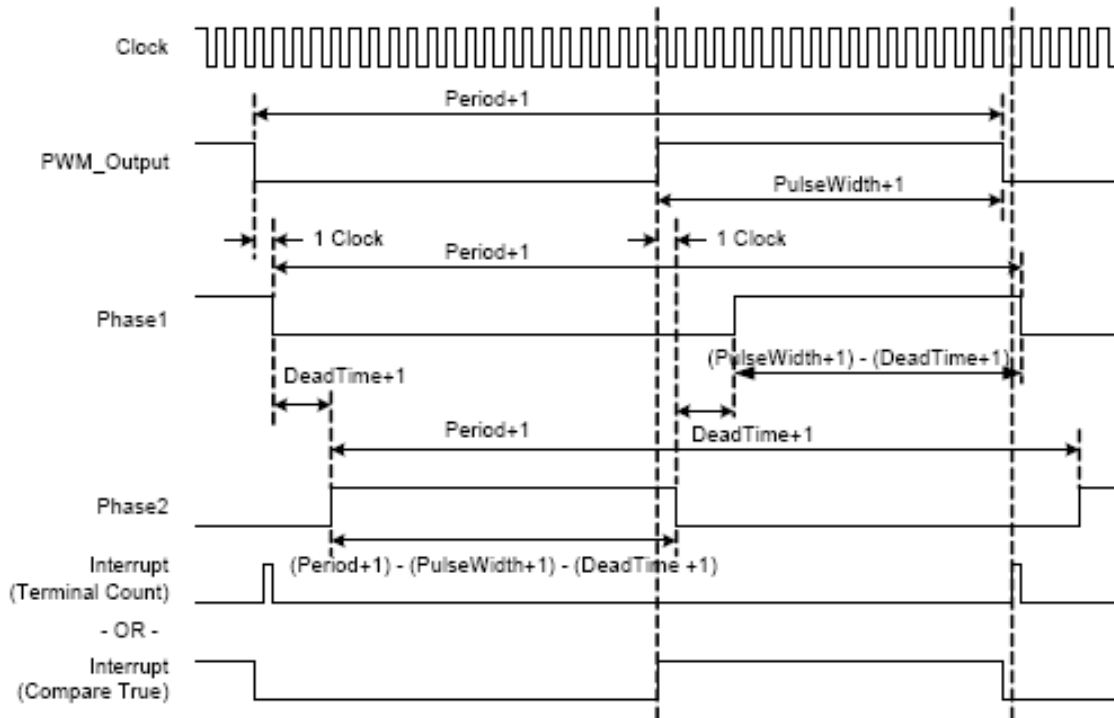 Clock
Period+1
PWM_Output
PulseWidth+1
1 Clock
1 Clock
Period+1
Phase1
(PulseWidth+1) - (DeadTime+1)
DeadTime+1
Period+1
DeadTime+1
Phase2
Interrupt
(Terminal Count)
(Period+1) - (PulseWidth+1) - (DeadTime +1)
- OR -
Interrupt
(Compare True)